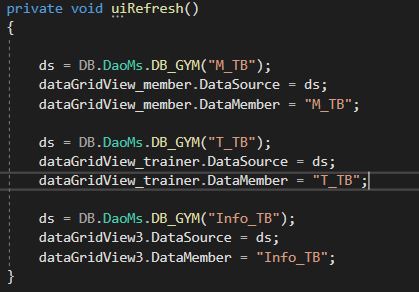 private void uiRefresh()
{
ds = DB.DaoMs.DB_GYM("M_TB");
dataGridView_member.DataSource = ds;
dataGridView_member.DataMember = "M_TB";
ds = DB.DaoMs.DB_GYM("T_TB");
dataGridView_trainer.DataSource = ds;
dataGridView_trainer.DataMember = "T_TB";
ds = DB.DaoMs.DB_GYM("Info_TB");
dataGridView3.DataSource = ds;
dataGridView3.DataMember = "Info_TB";
}